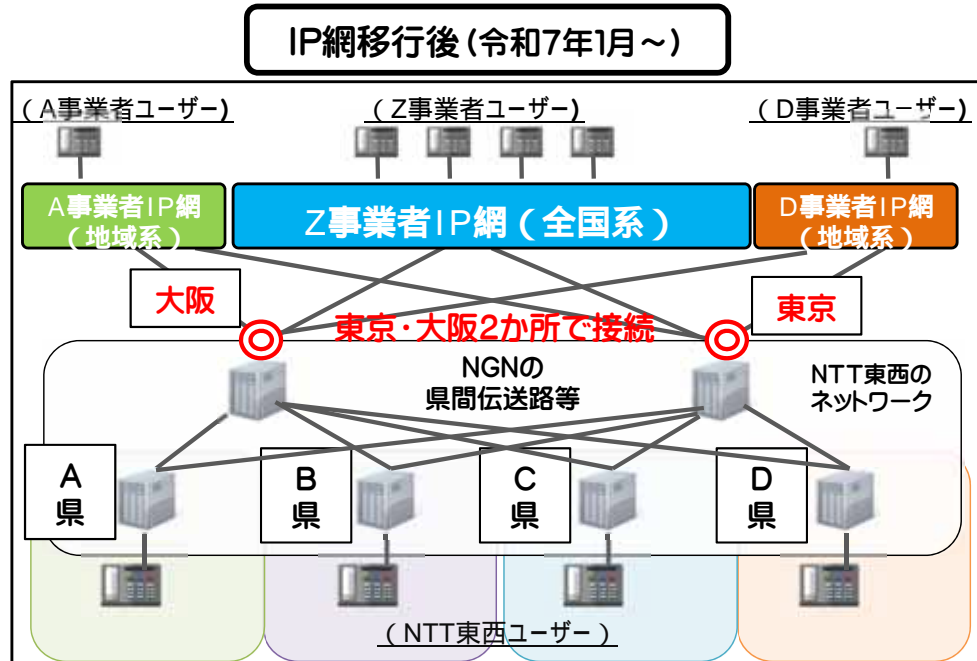 IP網移行後(令和7年1月～)
(A事業者ユーザー)
(Z事業者ユーザー)
(D事業者ユーザー)
A事業者IP網
(地域系)
Z事業者IP網(全国系)
D事業者IP網
(地域系)
大阪
東京
東京・大阪2か所で接続
NGNの
県間伝送路等
NTT東西の
ネットワーク
A
県
B
県
C
県
D
県
(NTT東西ユーザー)